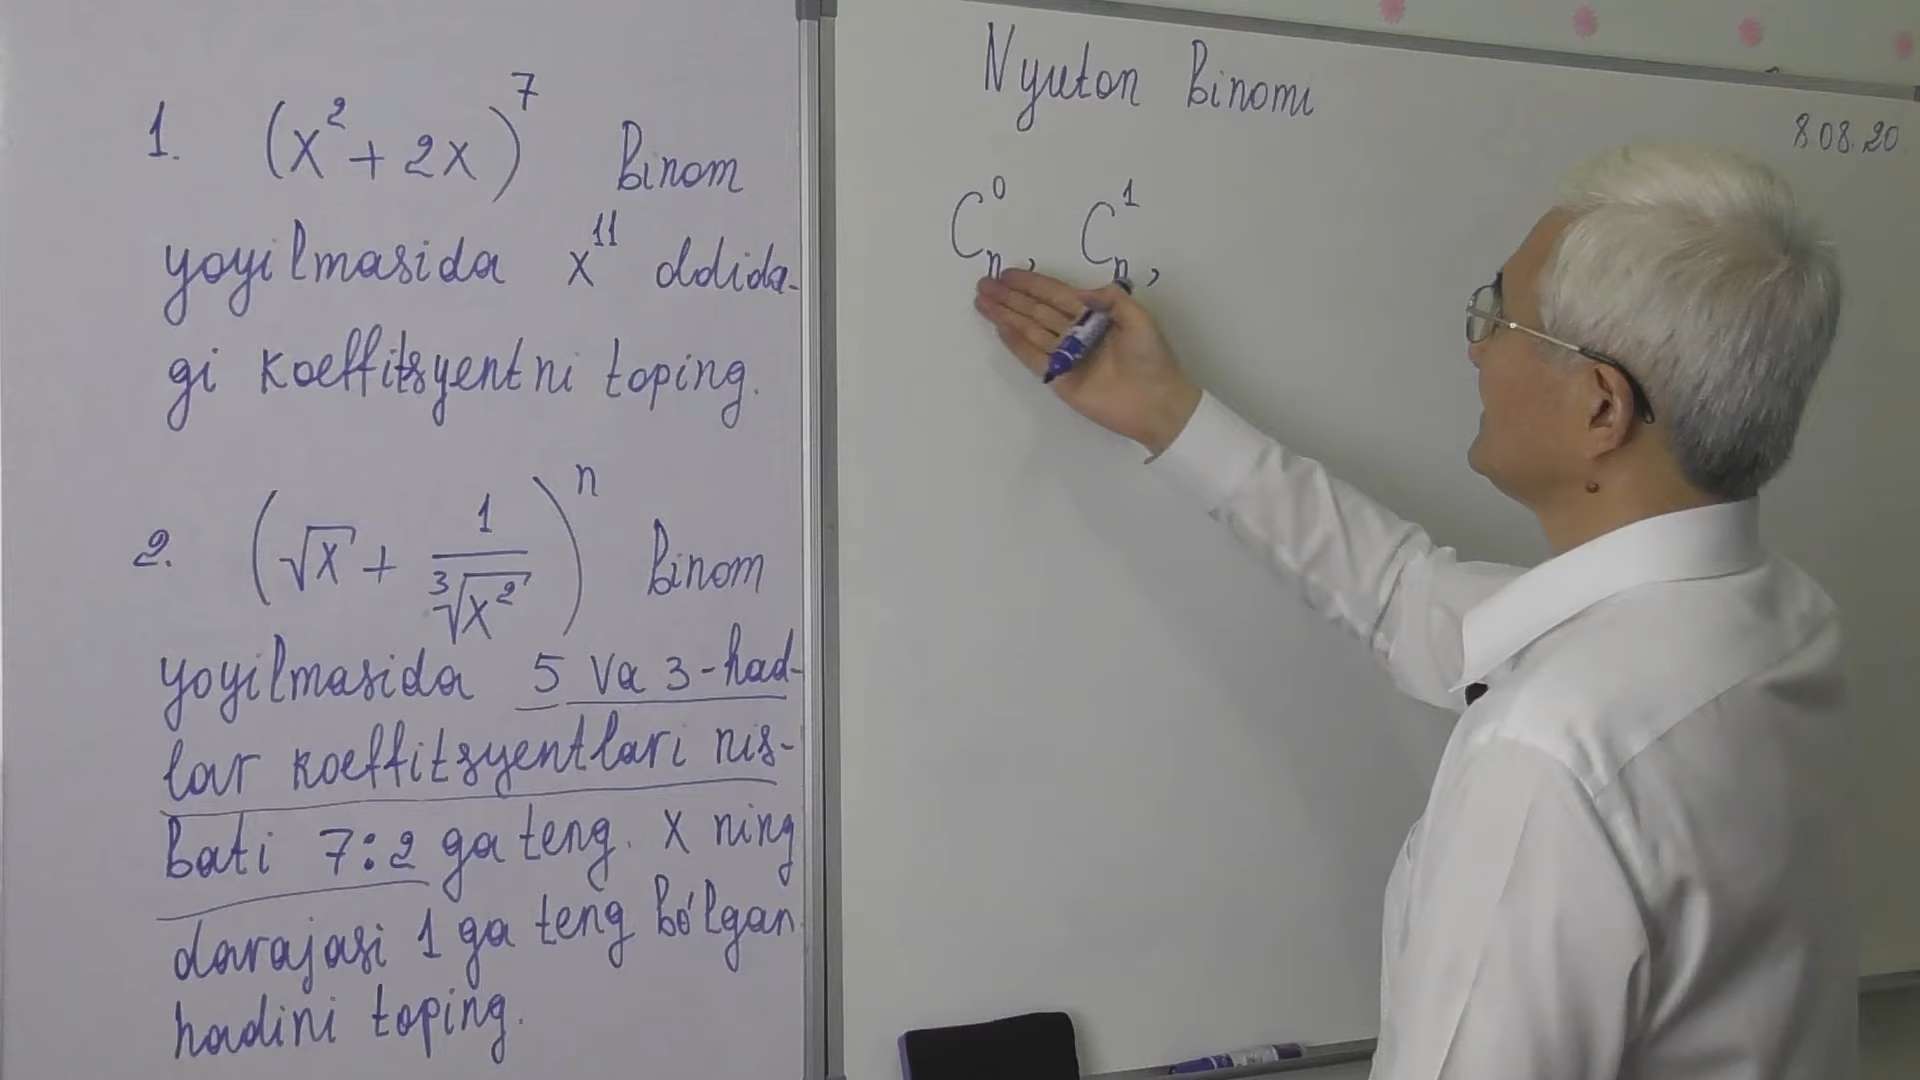 1. (x² + 2x)⁷ Binom
yoyilmasida x¹¹ oldida-
gi koeffitsyentni toping.
2. (√x + 1/∛x²)ⁿ Binom
yoyilmasida 5 va 3-had-
lar koeffitsyentlari nis-
bati 7:2 ga teng. X ning
darajasi 1 ga teng bo'lgan
hadini toping.
Nyuton Binomi
8.08.20
C⁰ₙ, C¹ₙ,